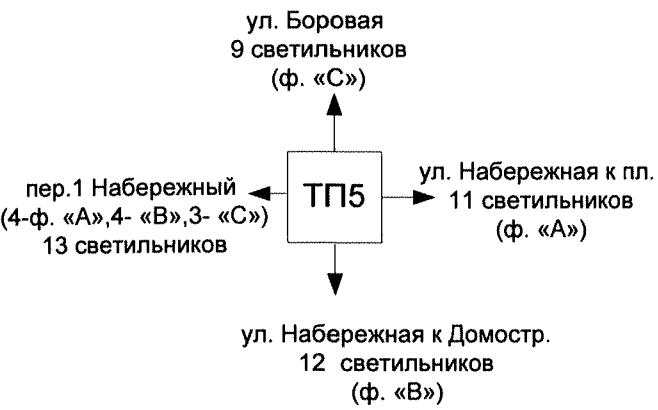 ул. Боровая
9 светильников
(ф. «С»)
пер.1 Набережный
(4-ф. «А»,4- «В»,3- «С»)
13 светильников
ТП5
ул. Набережная к пл.
11 светильников
(ф. «А»)
ул. Набережная к Домостр.
12 светильников
(ф. «В»)